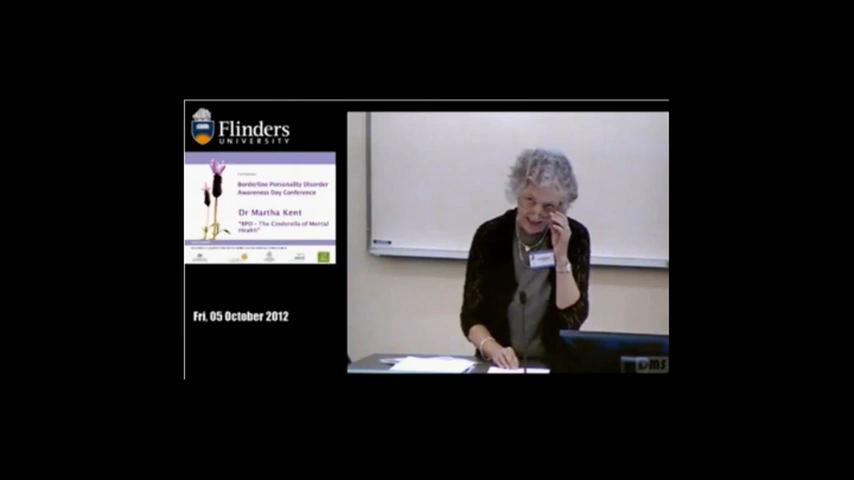 Flinders
UNIVERSITY
Borderline Personality Disorder
Awareness Day Conference
Dr Martha Kent
"BPD – The Cinderella of Mental
Health"
Fri, 05 October 2012
DMS